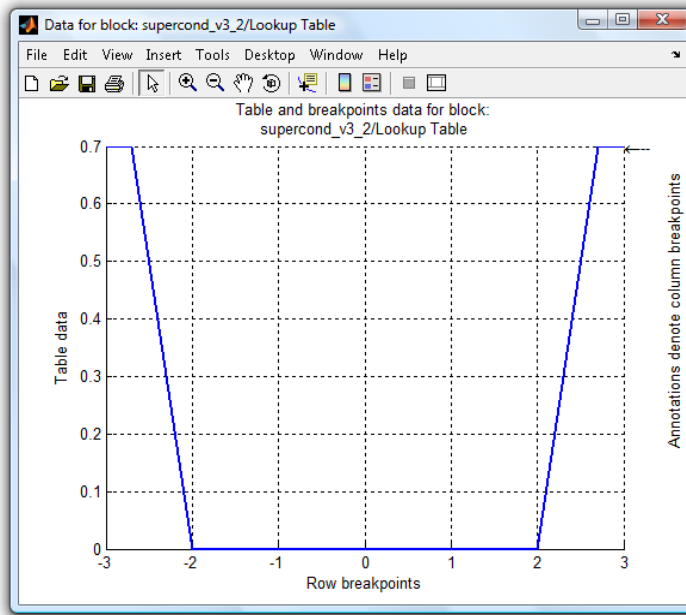 Data for block: supercond_v3_2/Lookup Table
File Edit View Insert Tools Desktop Window Help
Table and breakpoints data for block:
supercond_v3_2/Lookup Table
0.7
0.6
0.5
0.4
0.3
0.2
0.1
0
Table data
-3 -2 -1 0 1 2 3
Row breakpoints
Annotations denote column breakpoints